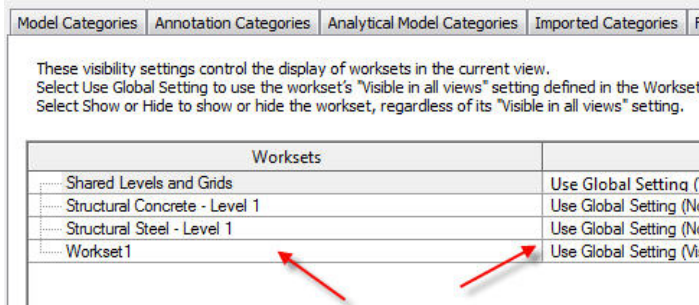 Model Categories Annotation Categories Analytical Model Categories Imported Categories
These visibility settings control the display of worksets in the current view.
Select Use Global Setting to use the workset's "Visible in all views" setting defined in the Workset
Select Show or Hide to show or hide the workset, regardless of its "Visible in all views" setting.
Worksets
Shared Levels and Grids Use Global Setting (
Structural Concrete - Level 1 Use Global Setting (No
Structural Steel - Level 1 Use Global Setting (No
Workset1 Use Global Setting (Vis